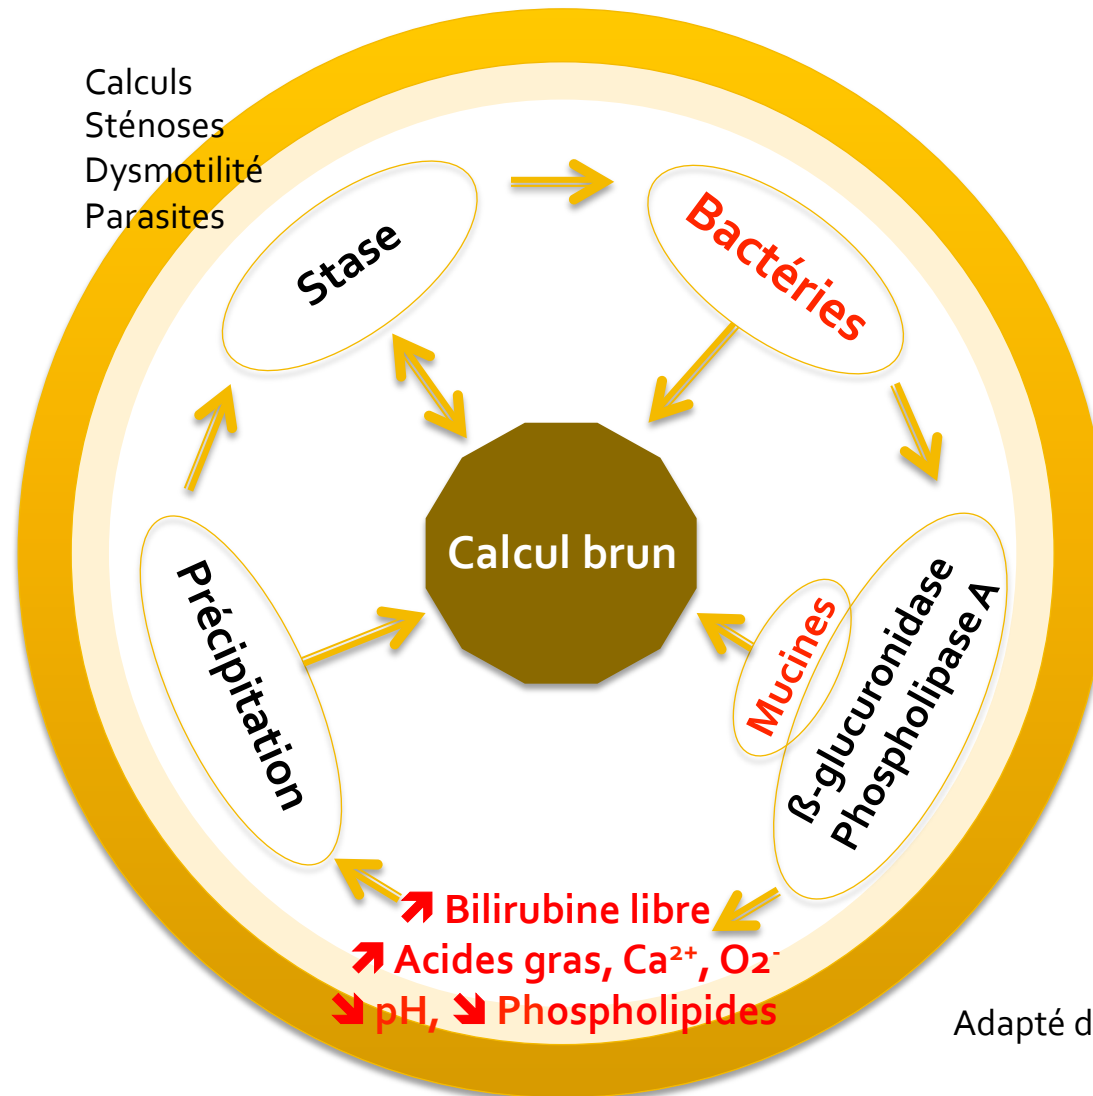 Calculs
Sténoses
Dysmotilité
Parasites
Stase
Bactéries
Calcul brun
Précipitation
Mucines
ß-glucuronidase
Phospholipase A
↗ Bilirubine libre
↗ Acides gras, Ca²⁺, O2⁻
↘ pH, ↘ Phospholipides
Adapté d